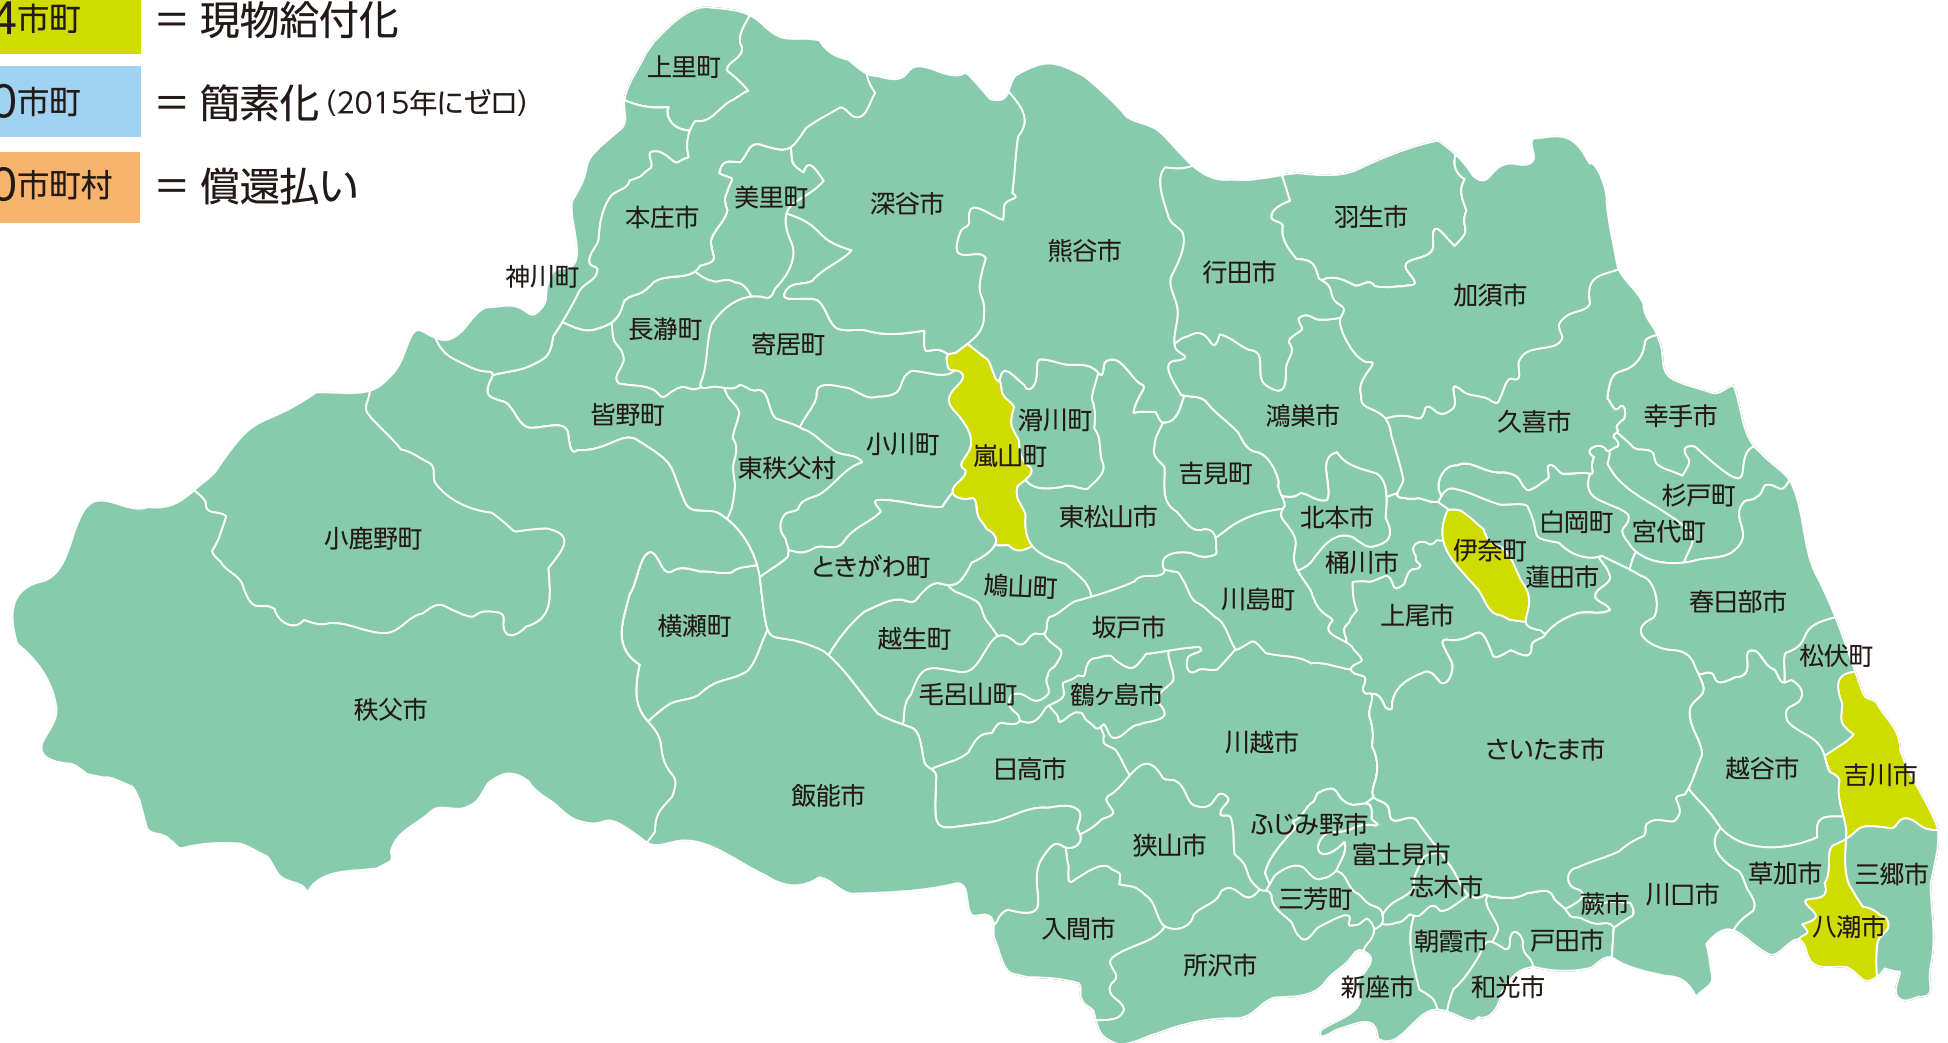 4市町 = 現物給付化
0市町 = 簡素化（2015年にゼロ）
0市町村 = 償還払い
上里町
美里町
本庄市
深谷市
神川町
熊谷市
行田市
羽生市
加須市
長瀞町
寄居町
皆野町
東秩父村
小川町
嵐山町
滑川町
吉見町
鴻巣市
久喜市
幸手市
杉戸町
宮代町
白岡町
小鹿野町
ときがわ町
東松山市
北本市
桶川市
伊奈町
蓮田市
鳩山町
川島町
上尾市
春日部市
横瀬町
越生町
坂戸市
松伏町
秩父市
毛呂山町
鶴ヶ島市
川越市
さいたま市
越谷市
吉川市
飯能市
日高市
狭山市
ふじみ野市
富士見市
志木市
三芳町
蕨市
川口市
草加市
三郷市
八潮市
入間市
所沢市
朝霞市
戸田市
新座市
和光市